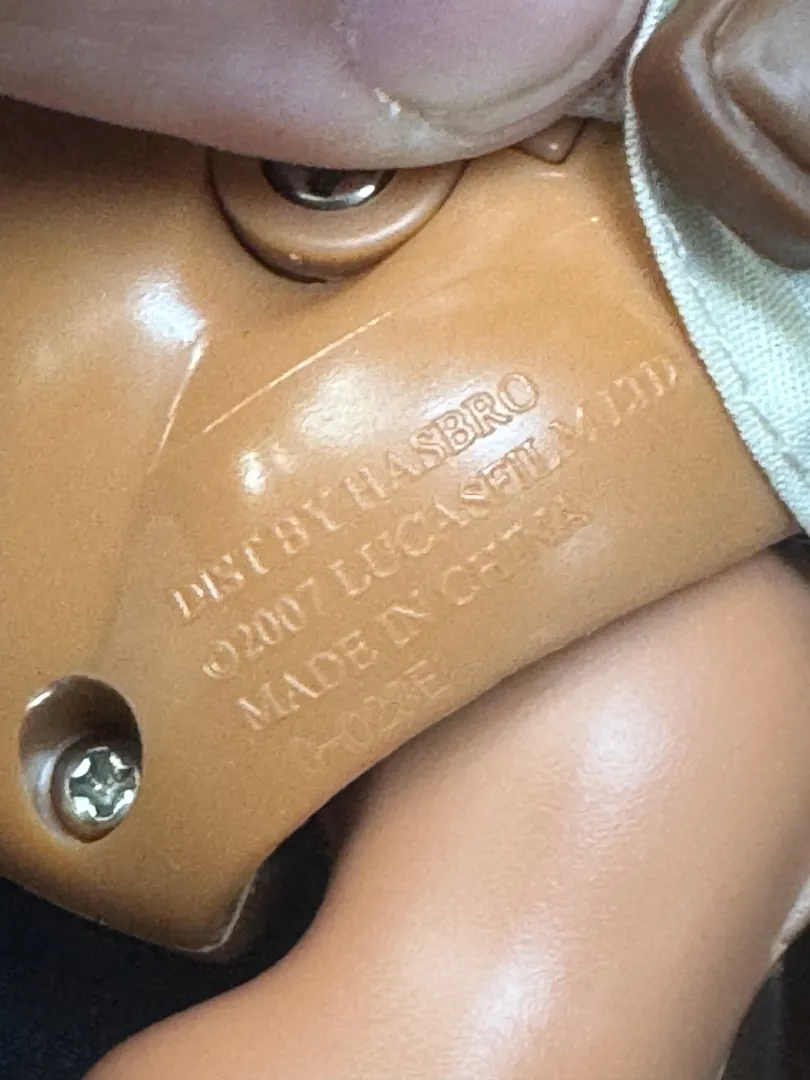 DIST BY HASBRO
©2007 LUCASFILM LTD
MADE IN CHINA